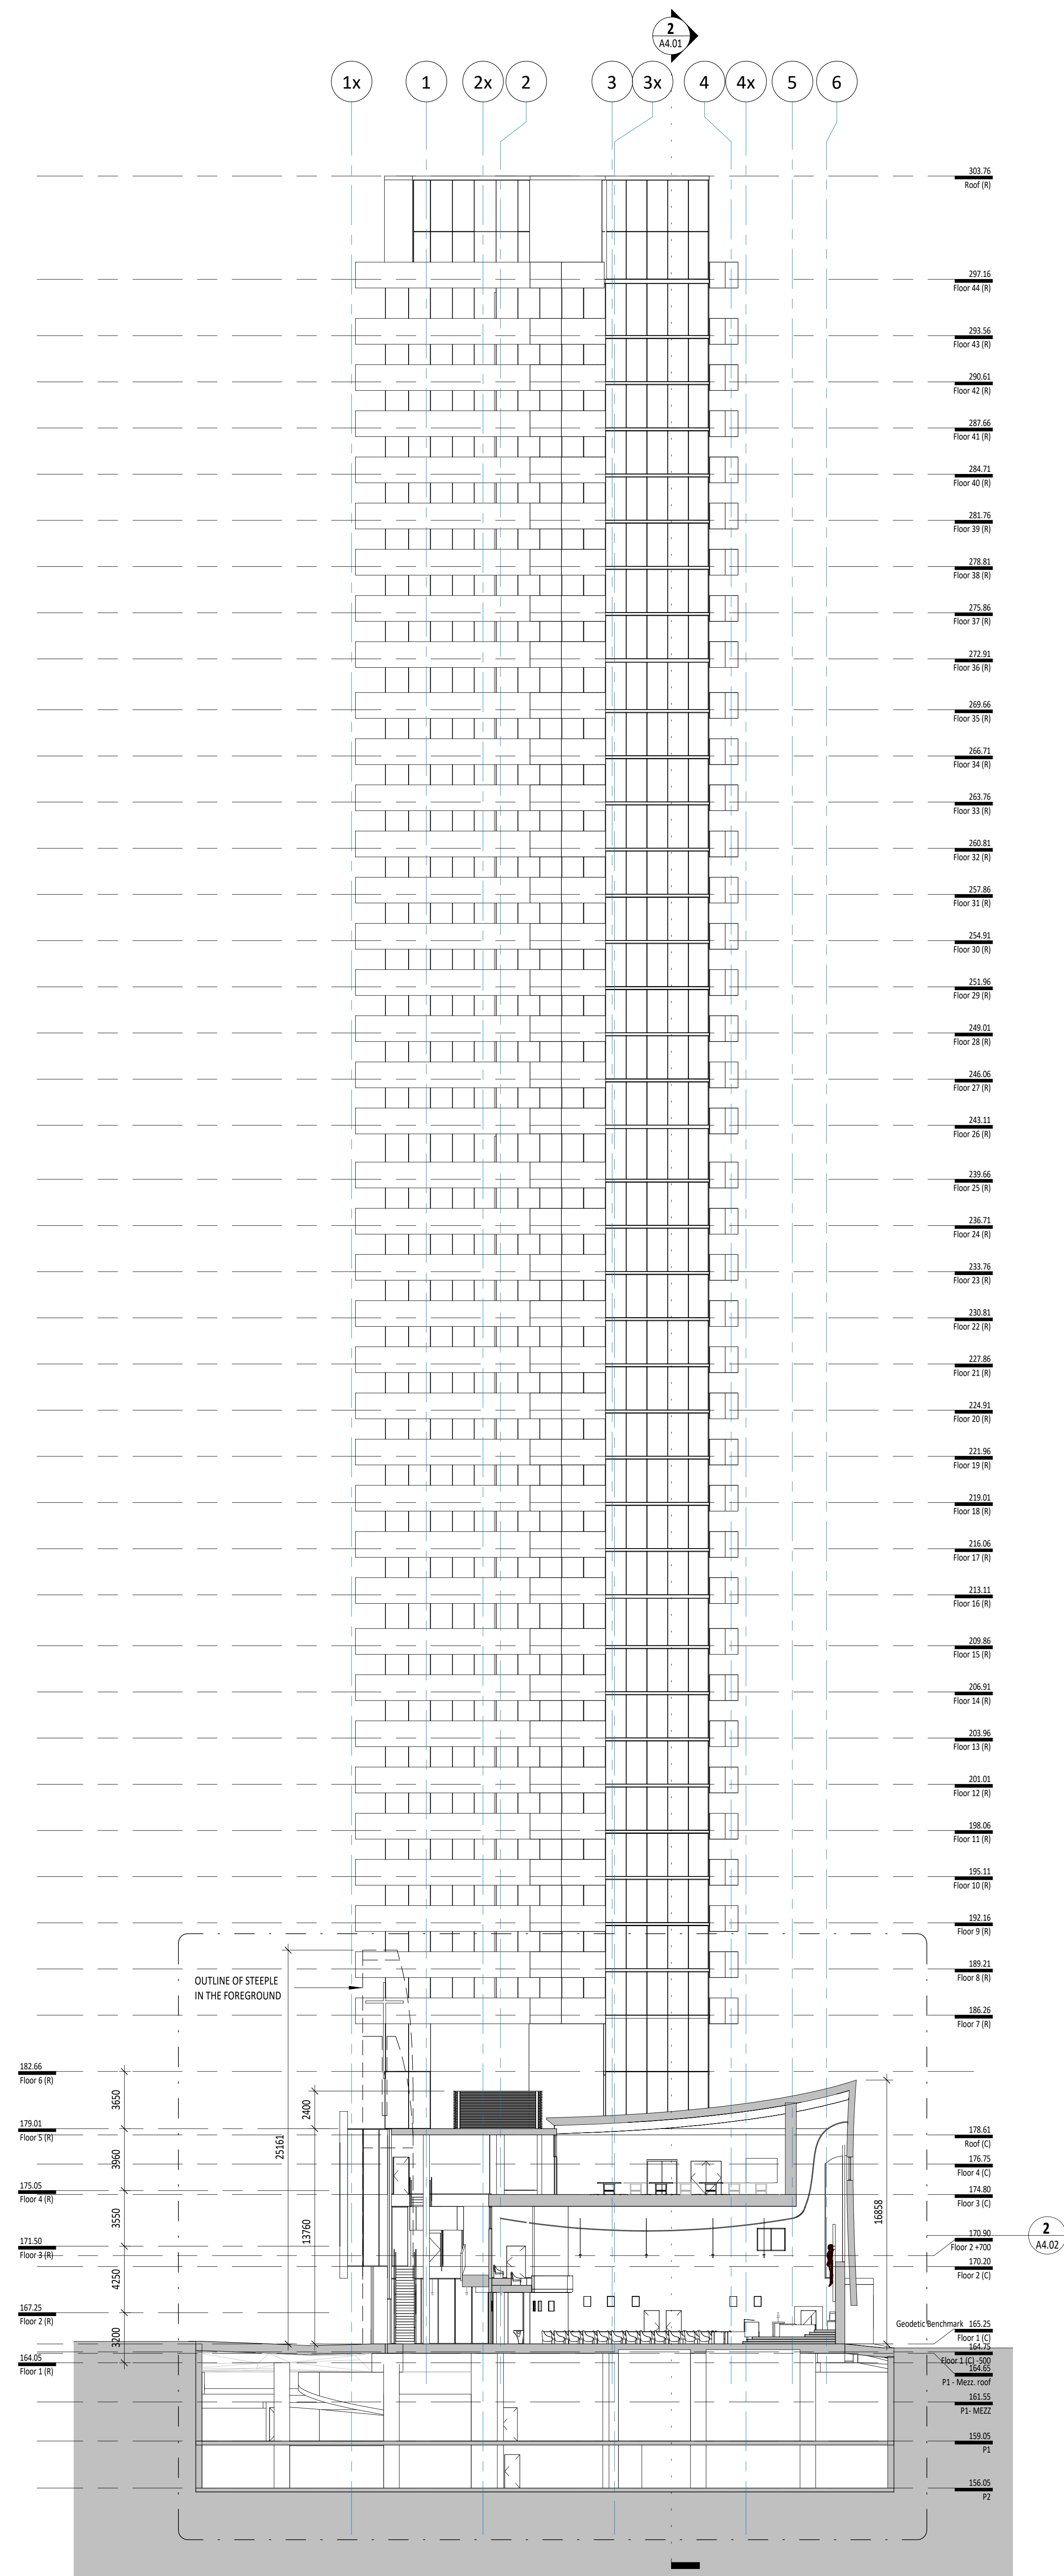 2
A4.01
1x
1
2x
2
3
3x
4
4x
5
6
303.76
Roof (R)
297.16
Floor 44 (R)
293.56
Floor 43 (R)
290.61
Floor 42 (R)
287.66
Floor 41 (R)
284.71
Floor 40 (R)
281.76
Floor 39 (R)
278.81
Floor 38 (R)
275.86
Floor 37 (R)
272.91
Floor 36 (R)
269.66
Floor 35 (R)
266.71
Floor 34 (R)
263.76
Floor 33 (R)
260.81
Floor 32 (R)
257.86
Floor 31 (R)
254.91
Floor 30 (R)
251.96
Floor 29 (R)
249.01
Floor 28 (R)
246.06
Floor 27 (R)
243.11
Floor 26 (R)
239.66
Floor 25 (R)
236.71
Floor 24 (R)
233.76
Floor 23 (R)
230.81
Floor 22 (R)
227.86
Floor 21 (R)
224.91
Floor 20 (R)
221.96
Floor 19 (R)
219.01
Floor 18 (R)
216.06
Floor 17 (R)
213.11
Floor 16 (R)
209.86
Floor 15 (R)
206.91
Floor 14 (R)
203.96
Floor 13 (R)
201.01
Floor 12 (R)
198.06
Floor 11 (R)
195.11
Floor 10 (R)
192.16
Floor 9 (R)
189.21
Floor 8 (R)
186.26
Floor 7 (R)
OUTLINE OF STEEPLE
IN THE FOREGROUND
182.66
Floor 6 (R)
179.01
Floor 5 (R)
175.05
Floor 4 (R)
171.50
Floor 3 (R)
167.25
Floor 2 (R)
164.05
Floor 1 (R)
3650
3960
3550
4250
3200
25161
2400
13760
16858
178.61
Roof (C)
176.75
Floor 4 (C)
174.80
Floor 3 (C)
170.90
Floor 2 +700
170.20
Floor 2 (C)
2
A4.02
Geodetic Benchmark
165.25
Floor 1 (C)
164.75
Floor 1 (C) -500
164.65
P1 - Mezz. roof
161.55
P1- MEZZ
159.05
P1
156.05
P2